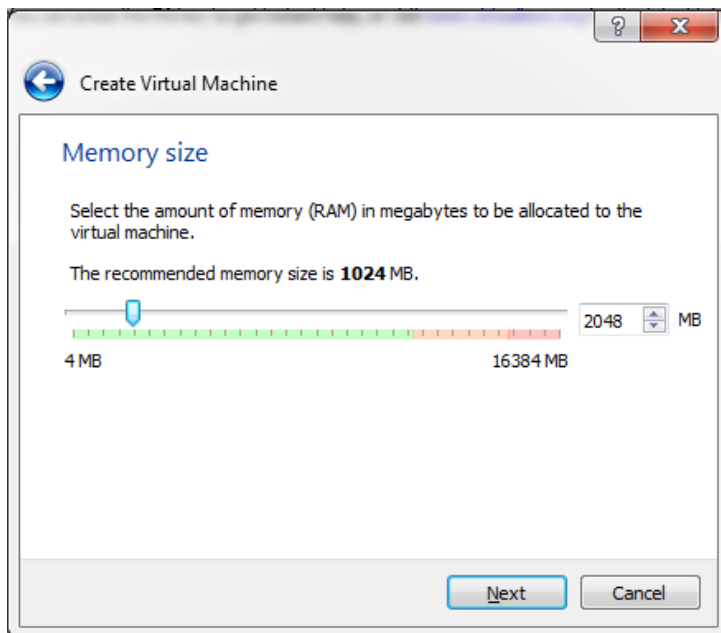 Create Virtual Machine
Memory size
Select the amount of memory (RAM) in megabytes to be allocated to the
virtual machine.
The recommended memory size is 1024 MB.
2048 MB
4 MB 16384 MB
Next Cancel